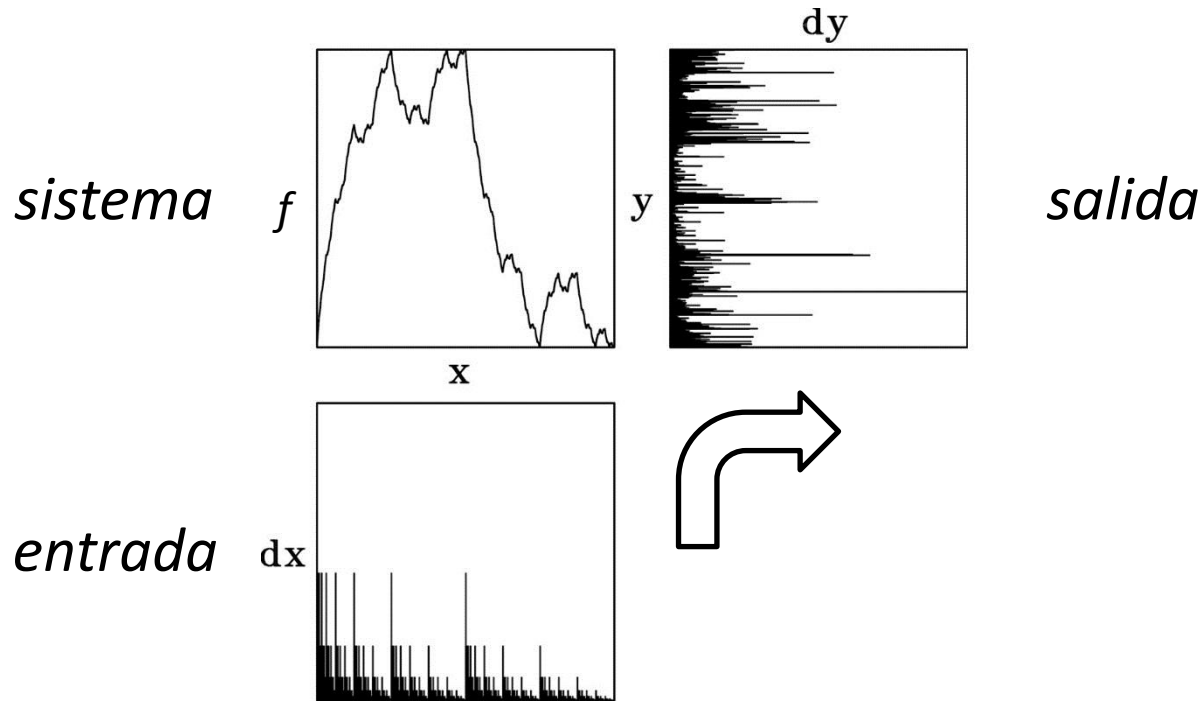 dy
sistema
f
y
salida
x
entrada
dx